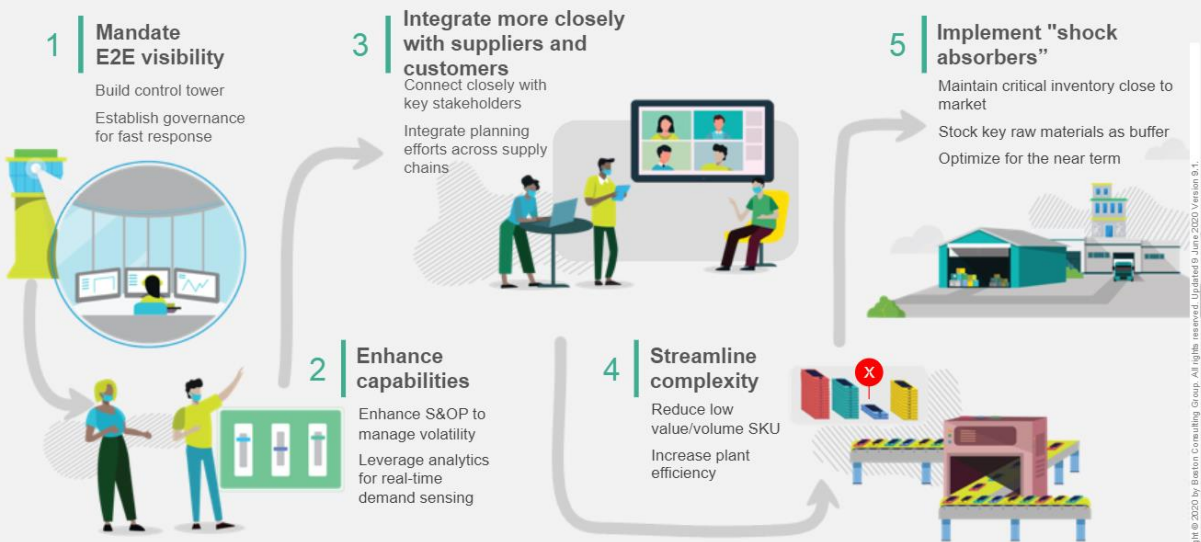 1
Mandate
E2E visibility
Build control tower
Establish governance
for fast response
2
Enhance
capabilities
Enhance S&OP to
manage volatility
Leverage analytics
for real-time
demand sensing
3
Integrate more closely
with suppliers and
customers
Connect closely with
key stakeholders
Integrate planning
efforts across supply
chains
4
Streamline
complexity
Reduce low
value/volume SKU
Increase plant
efficiency
X
5
Implement "shock
absorbers”
Maintain critical inventory close to
market
Stock key raw materials as buffer
Optimize for the near term
ht © 2020 by Boston Consulting Group. All rights reserved. Updated 9 June 2020 Version 9.1.